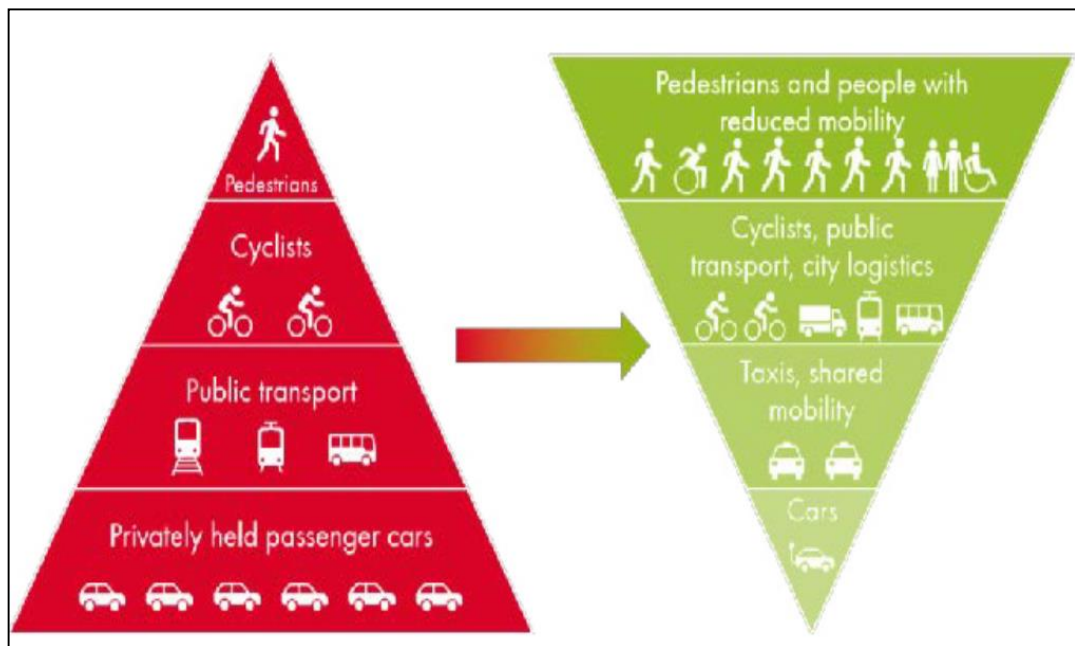 Pedestrians
Cyclists
Public transport
Privately held passenger cars
Pedestrians and people with
reduced mobility
Cyclists, public
transport, city logistics
Taxis, shared
mobility
Cars